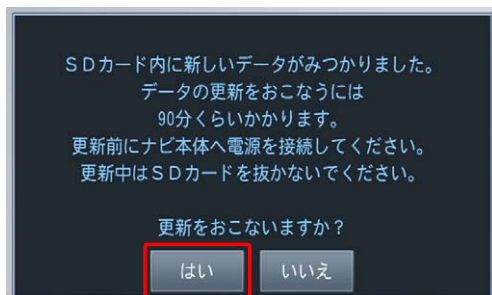 ＳＤカード内に新しいデータがみつかりました。
データの更新をおこなうには
90分くらいかかります。
更新前にナビ本体へ電源を接続してください。
更新中はＳＤカードを抜かないでください。
更新をおこないますか？
はい
いいえ